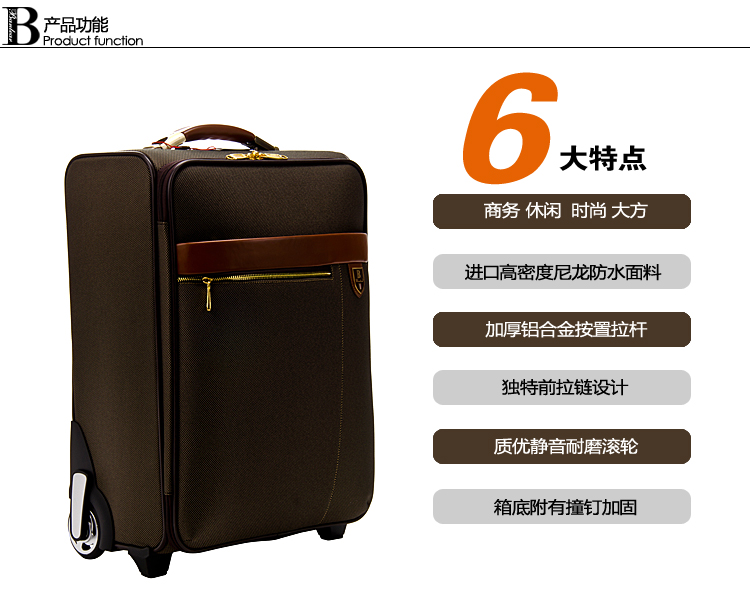 B
产品功能
Product function
6
大特点
商务 休闲 时尚 大方
进口高密度尼龙防水面料
加厚铝合金按置拉杆
独特前拉链设计
质优静音耐磨滚轮
箱底附有撞钉加固